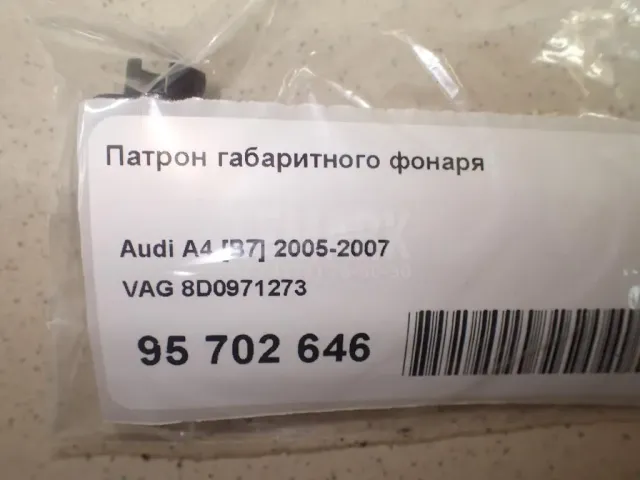 Патрон габаритного фонаря
Audi A4 [B7] 2005-2007
VAG 8D0971273
95 702 646